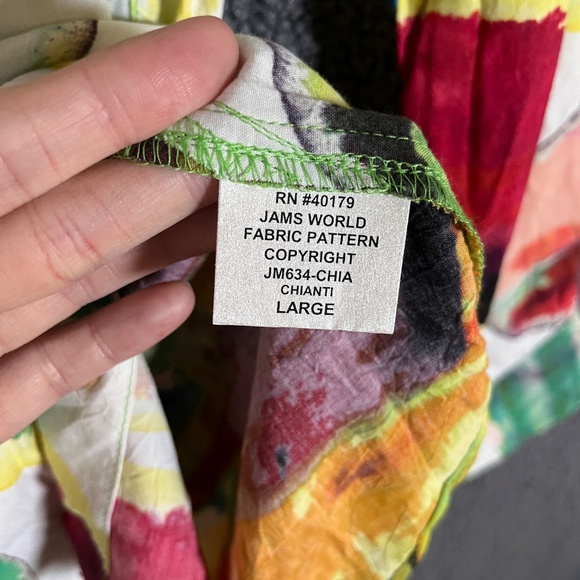 RN #40179
JAMS WORLD
FABRIC PATTERN
COPYRIGHT
JM634-CHIA
CHIANTI
LARGE